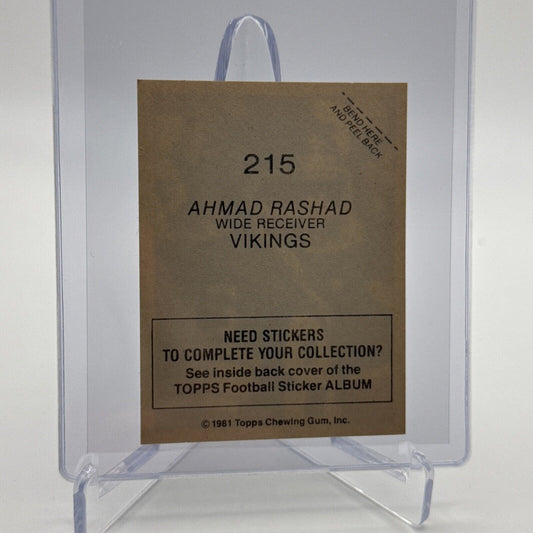 BEND HERE
AND PEEL BACK
215
AHMAD RASHAD
WIDE RECEIVER
VIKINGS
NEED STICKERS
TO COMPLETE YOUR COLLECTION?
See inside back cover of the
TOPPS Football Sticker ALBUM
© 1981 Topps Chewing Gum, Inc.